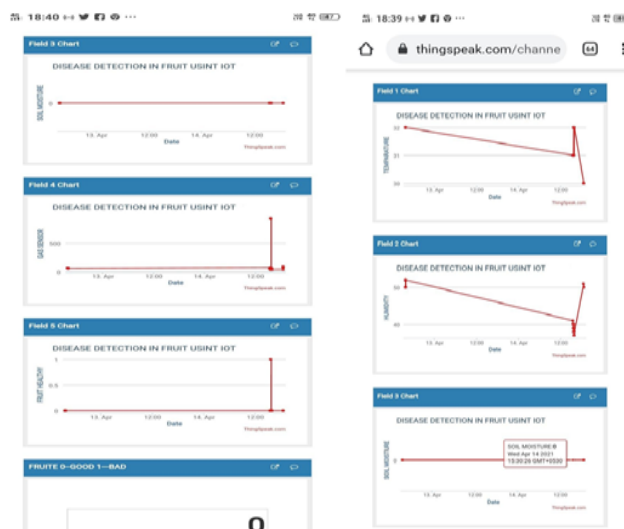 18:40
Field 3 Chart
DISEASE DETECTION IN FRUIT USINT IOT
SOIL MOISTURE
0
13. Apr 12:00 14. Apr 12:00
Date
ThingSpeak.com
Field 4 Chart
DISEASE DETECTION IN FRUIT USINT IOT
GAS SENSOR
500
0
13. Apr 12:00 14. Apr 12:00
Date
ThingSpeak.com
Field 5 Chart
DISEASE DETECTION IN FRUIT USINT IOT
FRUIT HEALTHY
1
0.5
0
13. Apr 12:00 14. Apr 12:00
Date
ThingSpeak.com
FRUITE 0--GOOD 1---BAD
0
18:39
thingspeak.com/channe
64
Field 1 Chart
DISEASE DETECTION IN FRUIT USINT IOT
TEMPARATURE
32
31
30
13. Apr 12:00 14. Apr 12:00
Date
ThingSpeak.com
Field 2 Chart
DISEASE DETECTION IN FRUIT USINT IOT
HUMIDITY
50
40
13. Apr 12:00 14. Apr 12:00
Date
ThingSpeak.com
Field 3 Chart
DISEASE DETECTION IN FRUIT USINT IOT
SOIL MOISTURE
0
SOIL MOISTURE:0
Wed Apr 14 2021
15:30:26 GMT+0530
13. Apr 12:00 14. Apr 12:00
Date
ThingSpeak.com